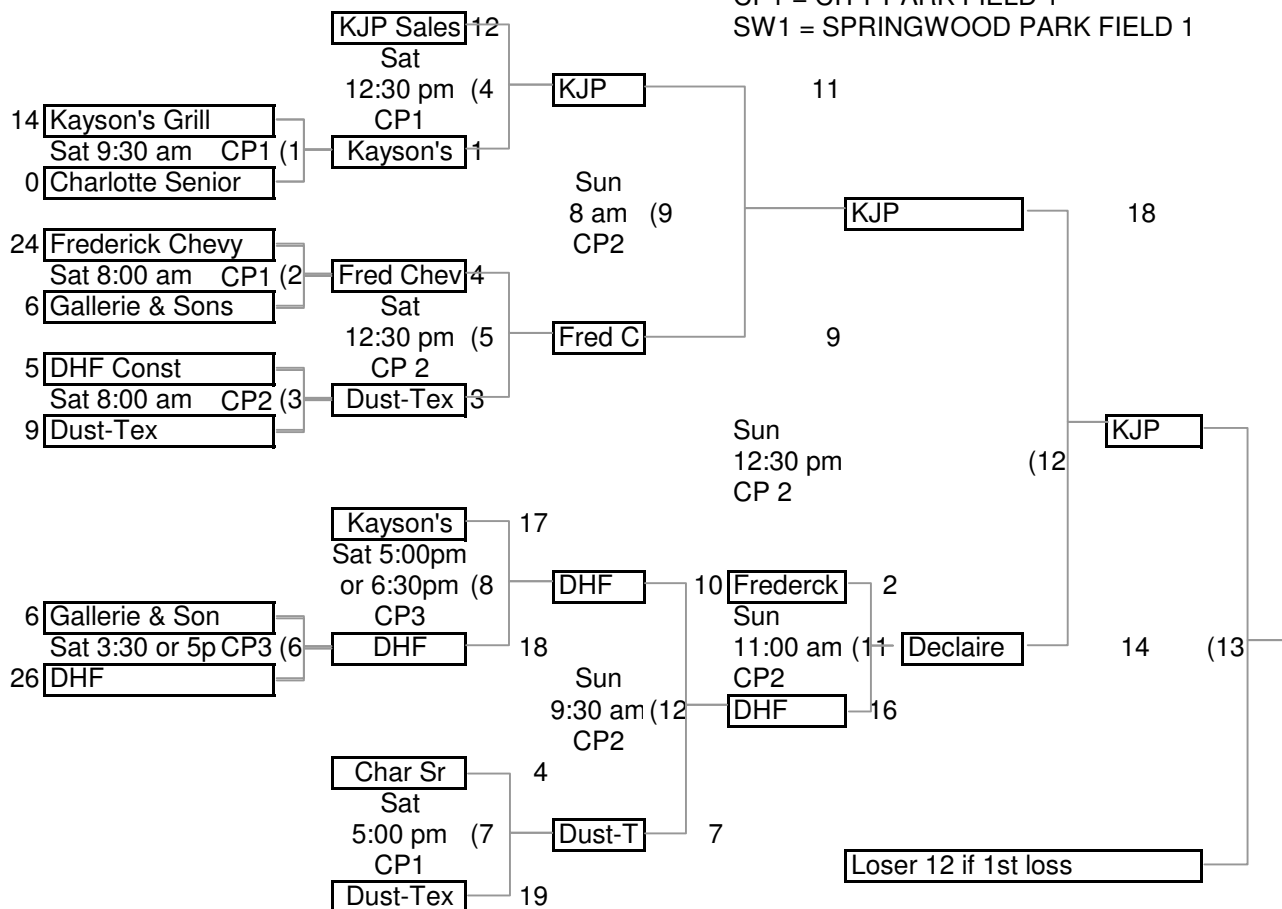 CP1 = CITY PARK FIELD 1
SW1 = SPRINGWOOD PARK FIELD 1
KJP Sales 12
Sat
12:30 pm (4
CP1
Kayson's 1
KJP 11
14 Kayson's Grill
Sat 9:30 am CP1 (1
0 Charlotte Senior
Sun
8 am (9
CP2
KJP 18
24 Frederick Chevy
Sat 8:00 am CP1 (2
6 Gallerie & Sons
Fred Chev 4
Sat
12:30 pm (5
CP 2
Dust-Tex 3
Fred C 9
5 DHF Const
Sat 8:00 am CP2 (3
9 Dust-Tex
Sun
12:30 pm (12
CP 2
KJP
Kayson's 17
Sat 5:00pm
or 6:30pm (8
CP3
DHF 18
DHF 10
Frederck 2
Sun
11:00 am (11
CP2
DHF 16
Declaire 14 (13
6 Gallerie & Son
Sat 3:30 or 5p CP3 (6
26 DHF
Sun
9:30 am (12
CP2
Char Sr 4
Sat
5:00 pm (7
CP1
Dust-Tex 19
Dust-T 7
Loser 12 if 1st loss